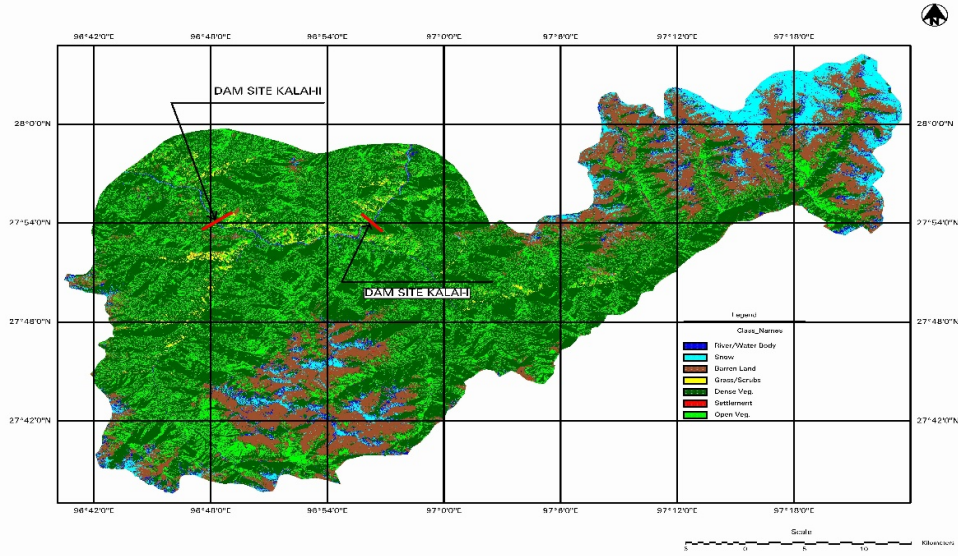 N
96°42'0"E 96°48'0"E 96°54'0"E 97°0'0"E 97°6'0"E 97°12'0"E 97°18'0"E
DAM SITE KALAI-II
28°0'0"N 28°0'0"N
27°54'0"N 27°54'0"N
DAM SITE KALAI-I
27°48'0"N 27°48'0"N
Legend
Class_Names
River/Water Body
Snow
Barren Land
Grass/Scrubs
Dense Veg.
Settlement
Open Veg.
27°42'0"N 27°42'0"N
96°42'0"E 96°48'0"E 96°54'0"E 97°0'0"E 97°6'0"E 97°12'0"E 97°18'0"E
Scale
5 0 5 10 Kilometers